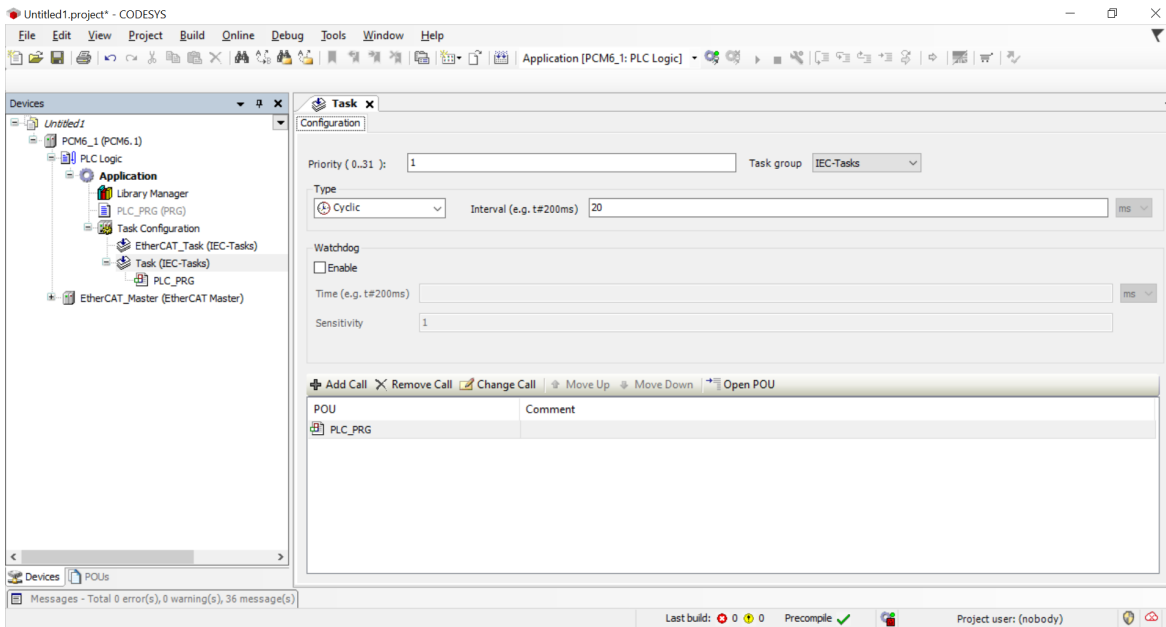 Untitled1.project* - CODESYS
File Edit View Project Build Online Debug Tools Window Help
Application [PCM6_1: PLC Logic]
Devices
Untitled1
PCM6_1 (PCM6.1)
PLC Logic
Application
Library Manager
PLC_PRG (PRG)
Task Configuration
EtherCAT_Task (IEC-Tasks)
Task (IEC-Tasks)
PLC_PRG
EtherCAT_Master (EtherCAT Master)
Devices POUs
Task
Configuration
Priority ( 0..31 ): 1 Task group IEC-Tasks
Type
Cyclic Interval (e.g. t#200ms) 20 ms
Watchdog
Enable
Time (e.g. t#200ms) ms
Sensitivity 1
Add Call Remove Call Change Call Move Up Move Down Open POU
POU Comment
PLC_PRG
Messages - Total 0 error(s), 0 warning(s), 36 message(s)
Last build: 0 0 Precompile Project user: (nobody)